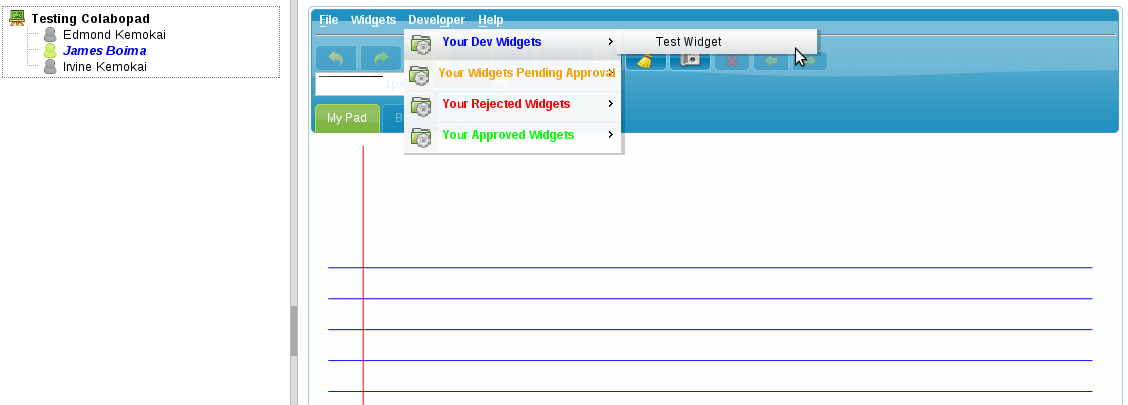 Testing Colabopad
Edmond Kemokai
James Boima
Irvine Kemokai
File Widgets Developer Help
Your Dev Widgets
Test Widget
Your Widgets Pending Approval
1px
Your Rejected Widgets
My Pad B
Your Approved Widgets